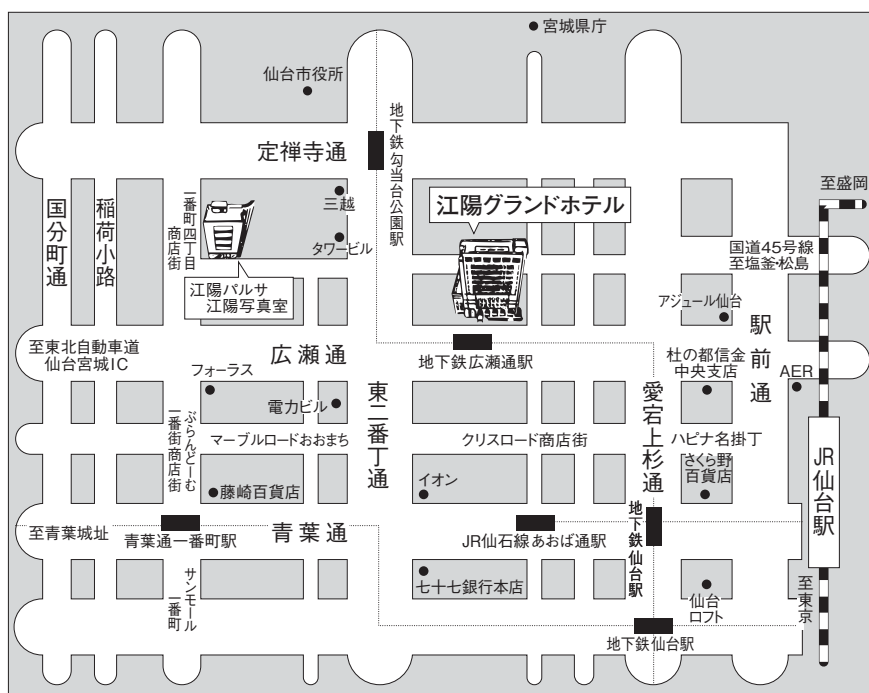 宮城県庁
仙台市役所
地下鉄勾当台公園駅
定禅寺通
至盛岡
国分町通
稲荷小路
一番町四丁目
商店街
三越
タワービル
江陽グランドホテル
国道45号線
至塩釜・松島
江陽パルサ
江陽写真室
アジュール仙台
駅前通
至東北自動車道
仙台宮城IC
広瀬通
地下鉄広瀬通駅
杜の都信金
中央支店
AER
フォーラス
電力ビル
東二番丁通
愛宕上杉通
ぶらんどーむ
一番街商店街
マーブルロードおおまち
クリスロード商店街
ハピナ名掛丁
さくら野
百貨店
JR仙台駅
藤崎百貨店
イオン
至青葉城址
青葉通一番町駅
青葉通
JR仙石線あおば通駅
地下鉄仙台駅
サンモール
一番町
七十七銀行本店
仙台
ロフト
至東京
地下鉄仙台駅